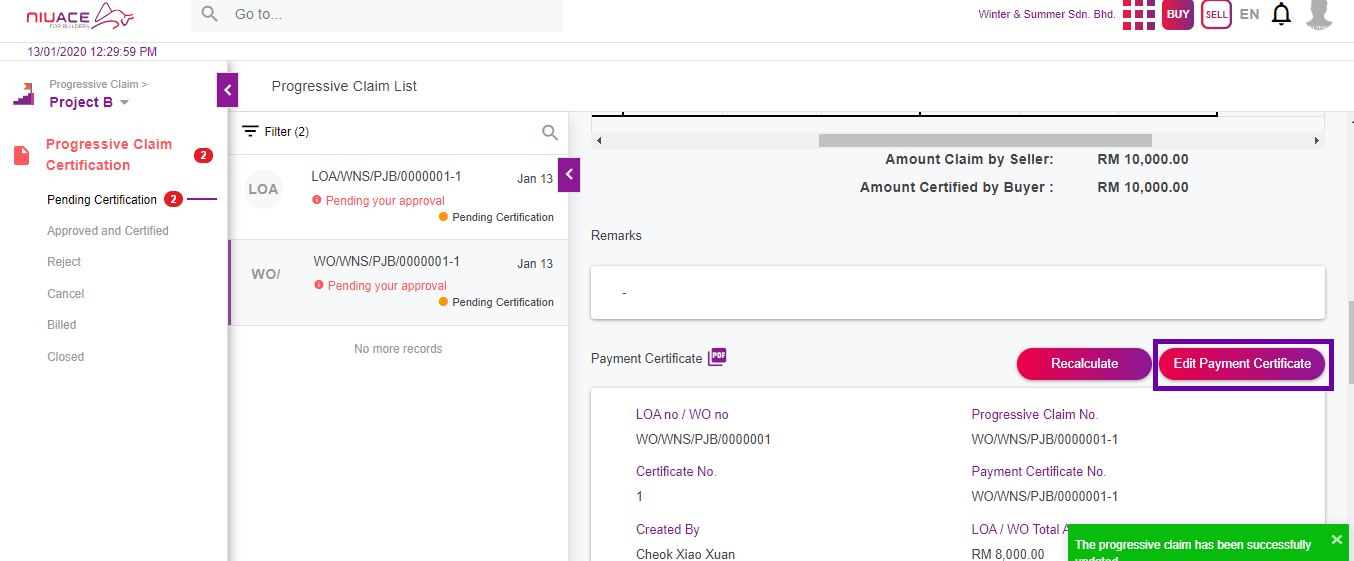 NIUACE
FOR BUILDERS
Go to...
Winter & Summer Sdn. Bhd.
BUY
SELL
EN
13/01/2020 12:29:59 PM
Progressive Claim >
Project B
Progressive Claim
Certification
2
Pending Certification
2
Approved and Certified
Reject
Cancel
Billed
Closed
Progressive Claim List
Filter (2)
LOA
LOA/WNS/PJB/0000001-1
Jan 13
Pending your approval
Pending Certification
WO/
WO/WNS/PJB/0000001-1
Jan 13
Pending your approval
Pending Certification
No more records
Amount Claim by Seller: RM 10,000.00
Amount Certified by Buyer : RM 10,000.00
Remarks
-
Payment Certificate
PDF
Recalculate
Edit Payment Certificate
LOA no / WO no
WO/WNS/PJB/0000001
Progressive Claim No.
WO/WNS/PJB/0000001-1
Certificate No.
1
Payment Certificate No.
WO/WNS/PJB/0000001-1
Created By
Cheok Xiao Xuan
LOA / WO Total
RM 8,000.00
The progressive claim has been successfully
updated